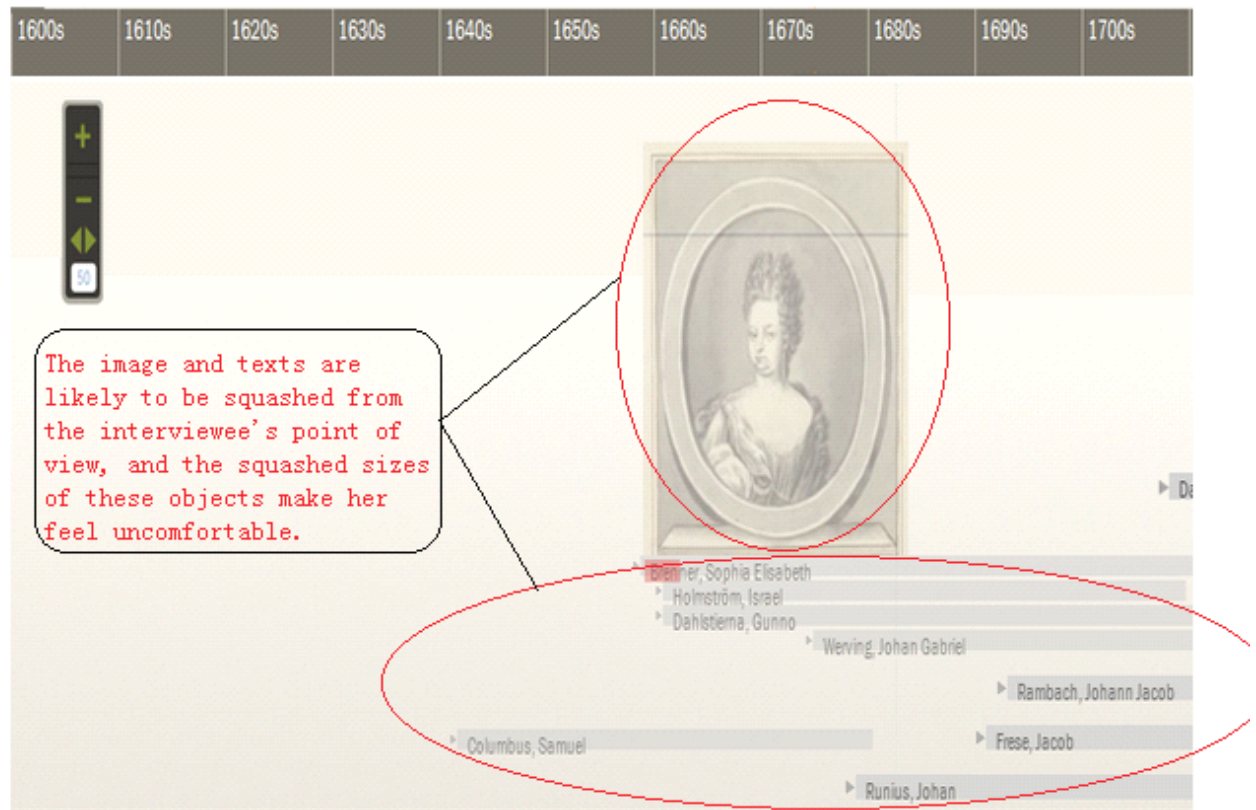 1600s 1610s 1620s 1630s 1640s 1650s 1660s 1670s 1680s 1690s 1700s
50
The image and texts are
likely to be squashed from
the interviewee's point of
view, and the squashed sizes
of these objects make her
feel uncomfortable.
Da
Brenner, Sophia Elisabeth
Holmström, Israel
Dahlstierna, Gunno
Werving, Johan Gabriel
Rambach, Johann Jacob
Columbus, Samuel
Frese, Jacob
Runius, Johan